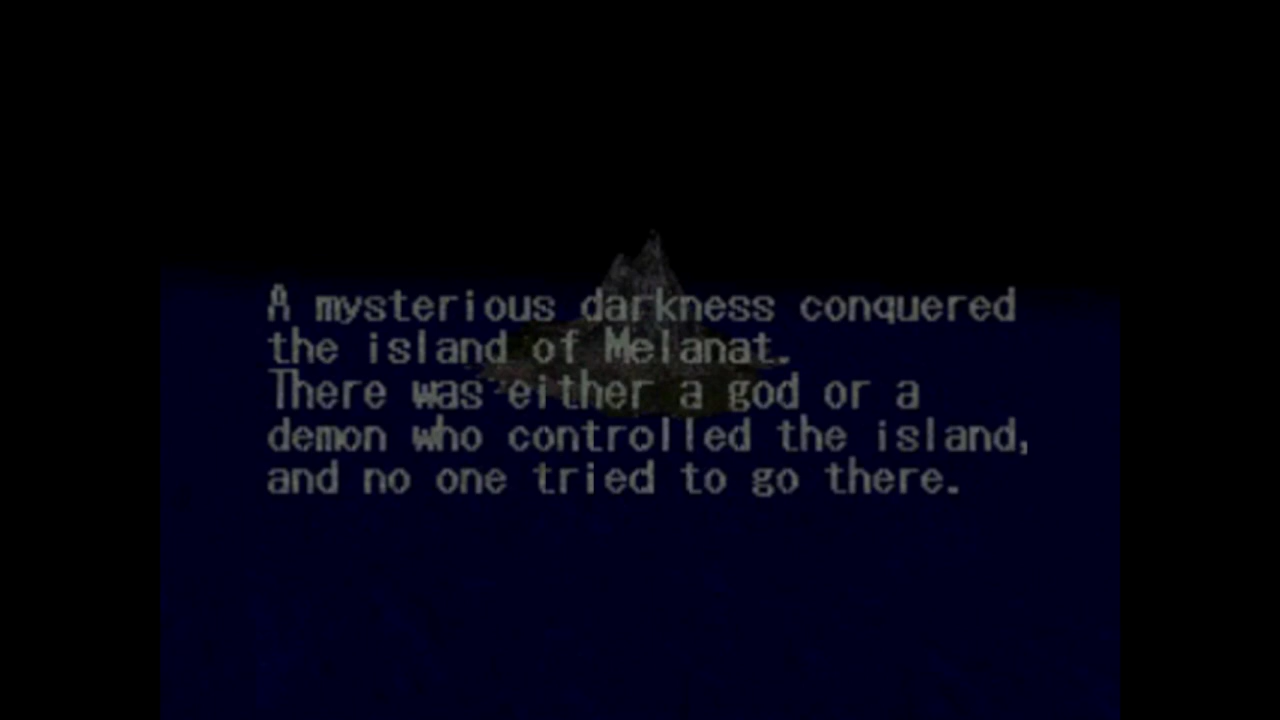 A mysterious darkness conquered
the island of Melanat.
There was either a god or a
demon who controlled the island,
and no one tried to go there.